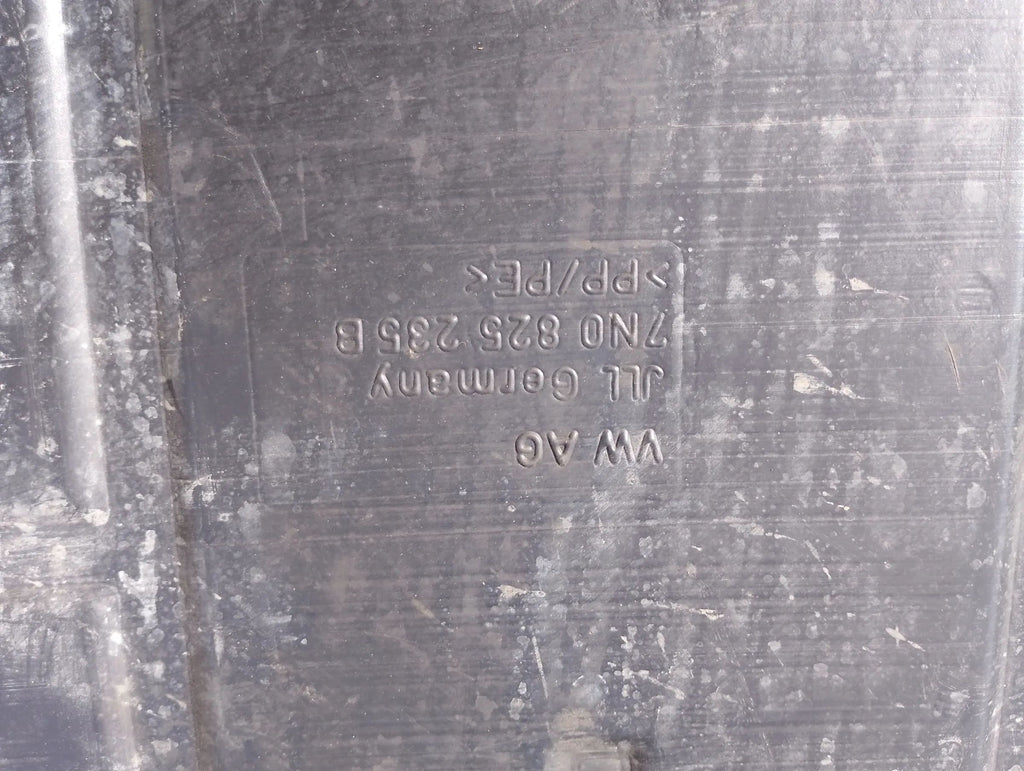 VW AG
JLL Germany
7N0 825 235 B
>PP/PE<